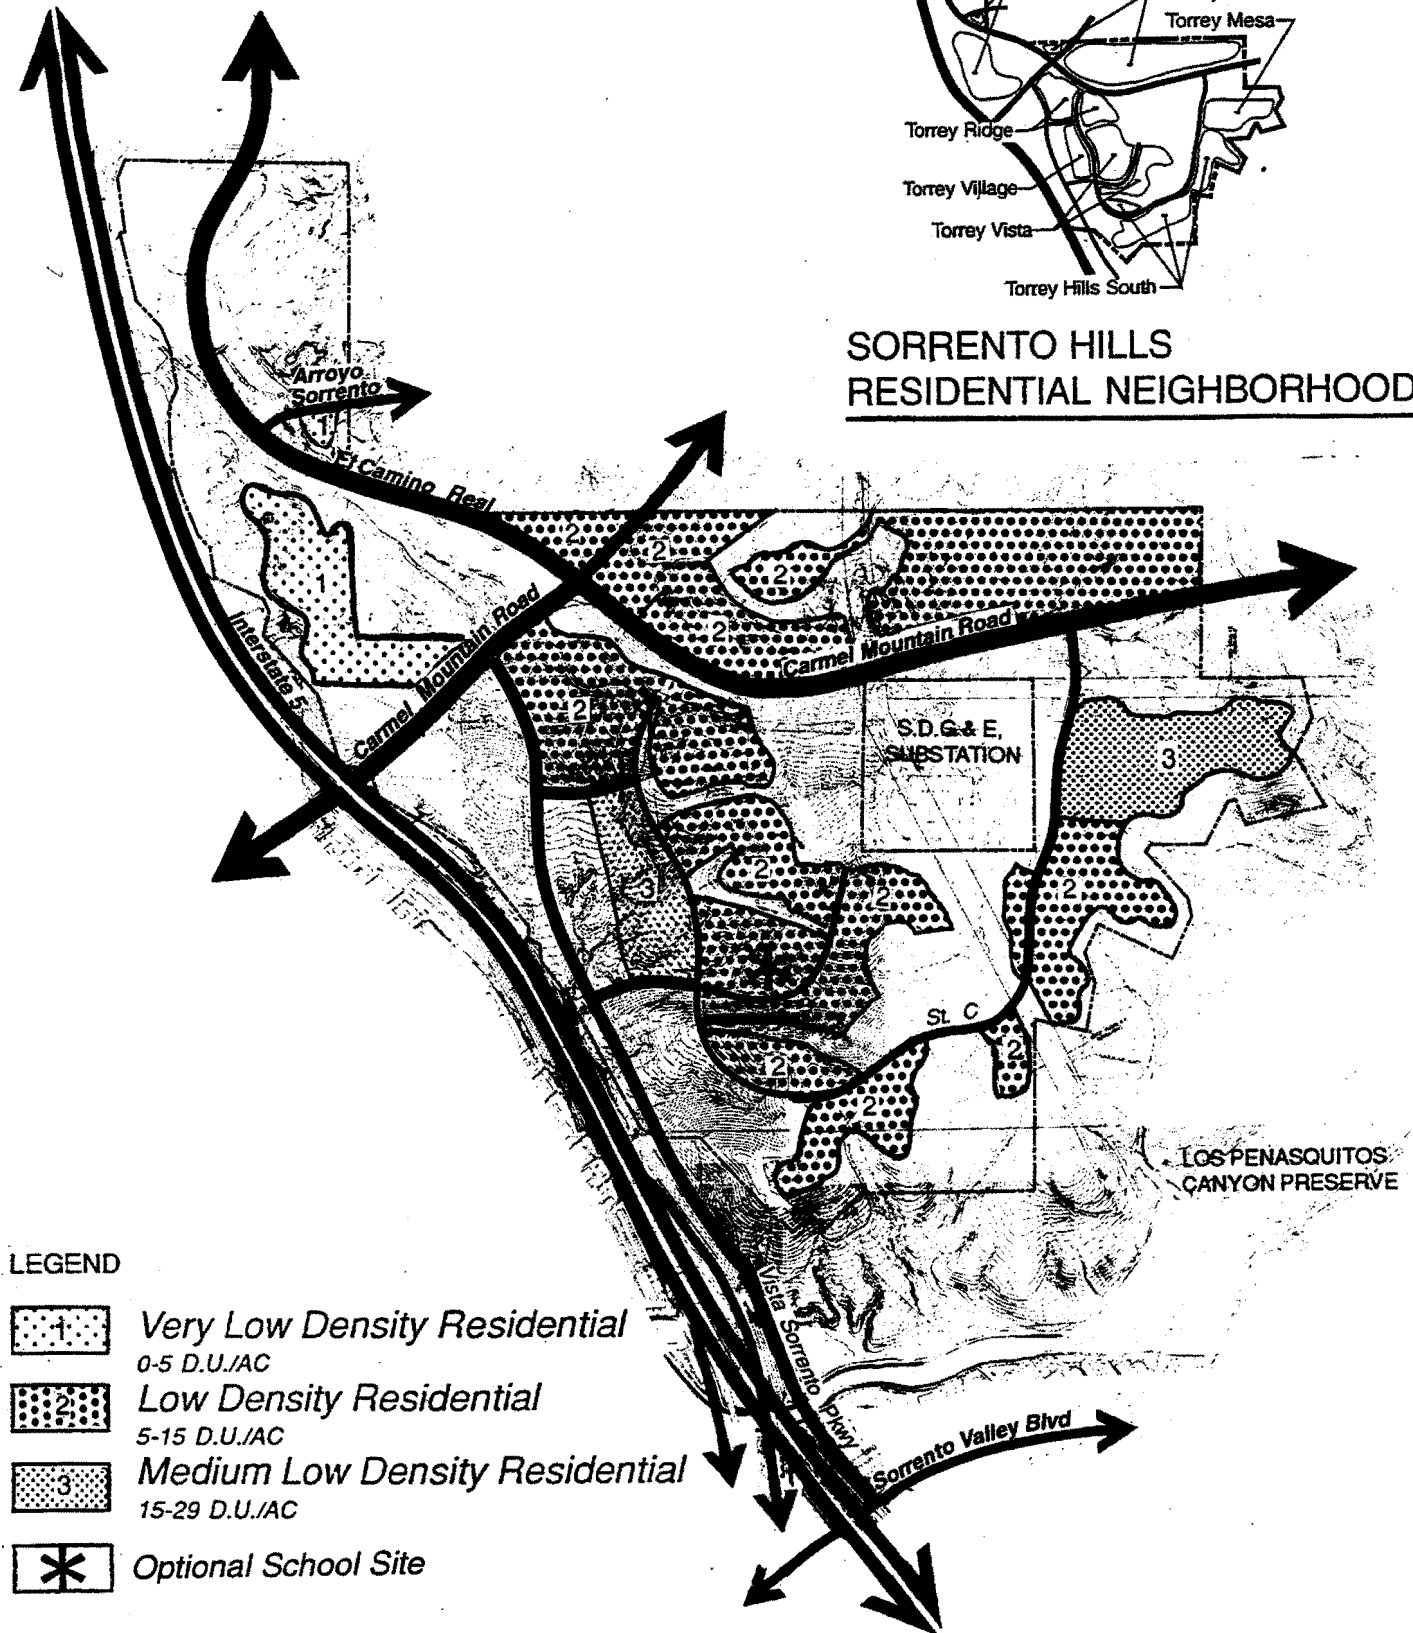 Torrey Mesa
Torrey Ridge
Torrey Village
Torrey Vista
Torrey Hills South
SORRENTO HILLS
RESIDENTIAL NEIGHBORHOOD
Arroyo
Sorrento
1
El Camino Real
2
2
2
1
2
Carmel Mountain Road
Interstate 5
Carmel Mountain Road
2
S.D.G.& E.
SUBSTATION
3
2
3
2
2
St. C
2
2
2
LOS PENASQUITOS
CANYON PRESERVE
Vista Sorrento Pkwy
Sorrento Valley Blvd
LEGEND
1 Very Low Density Residential
0-5 D.U./AC
2 Low Density Residential
5-15 D.U./AC
3 Medium Low Density Residential
15-29 D.U./AC
Optional School Site